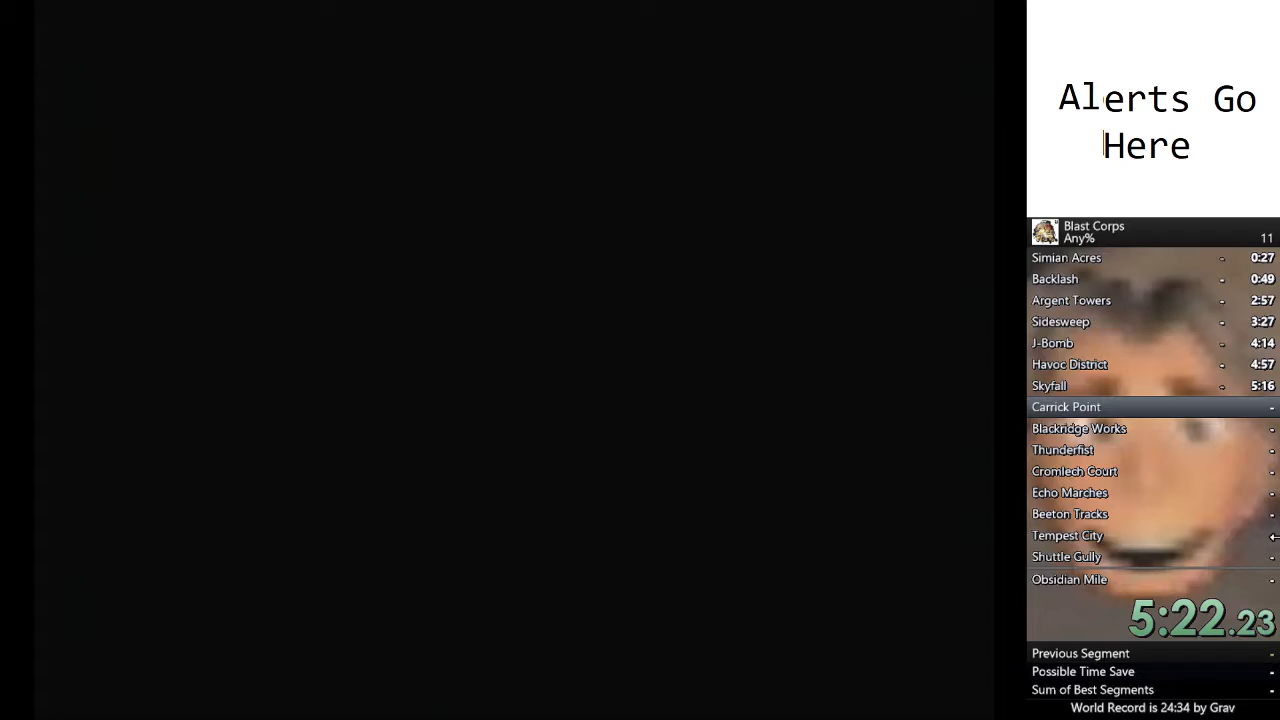 Alerts Go
Here
Blast Corps
Any% 11
Simian Acres - 0:27
Backlash - 0:49
Argent Towers - 2:57
Sidesweep - 3:27
J-Bomb - 4:14
Havoc District - 4:57
Skyfall - 5:16
Carrick Point -
Blackridge Works -
Thunderfist -
Cromlech Court -
Echo Marches -
Beeton Tracks -
Tempest City -
Shuttle Gully -
Obsidian Mile -
5:22.23
Previous Segment -
Possible Time Save -
Sum of Best Segments -
World Record is 24:34 by Grav